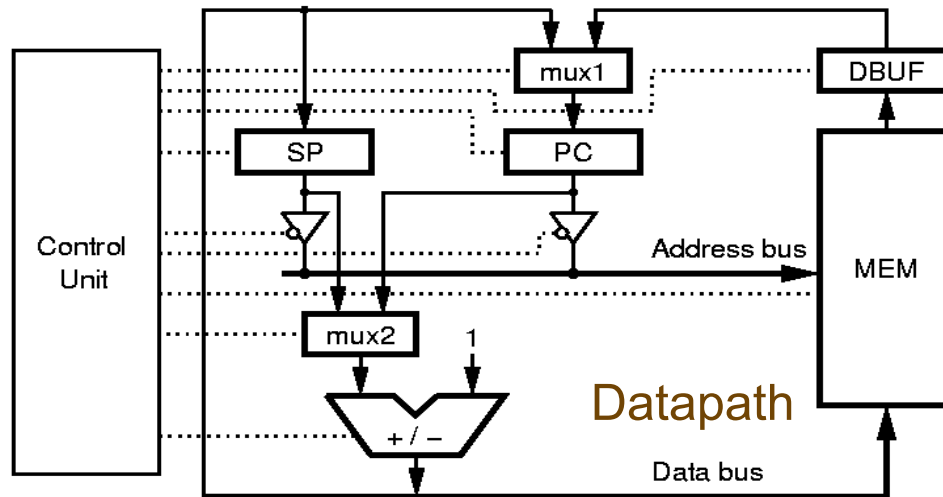 mux1
DBUF
SP
PC
Control
Unit
Address bus
MEM
mux2
1
+ / −
Datapath
Data bus